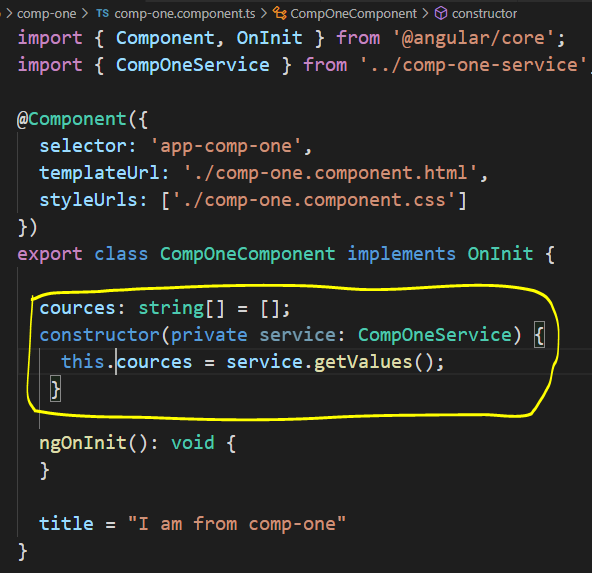 comp-one > TS comp-one.component.ts > CompOneComponent > constructor
import { Component, OnInit } from '@angular/core';
import { CompOneService } from '../comp-one-service'
@Component({
selector: 'app-comp-one',
templateUrl: './comp-one.component.html',
styleUrls: ['./comp-one.component.css']
})
export class CompOneComponent implements OnInit {
cources: string[] = [];
constructor(private service: CompOneService) {
this.cources = service.getValues();
}
ngOnInit(): void {
}
title = "I am from comp-one"
}